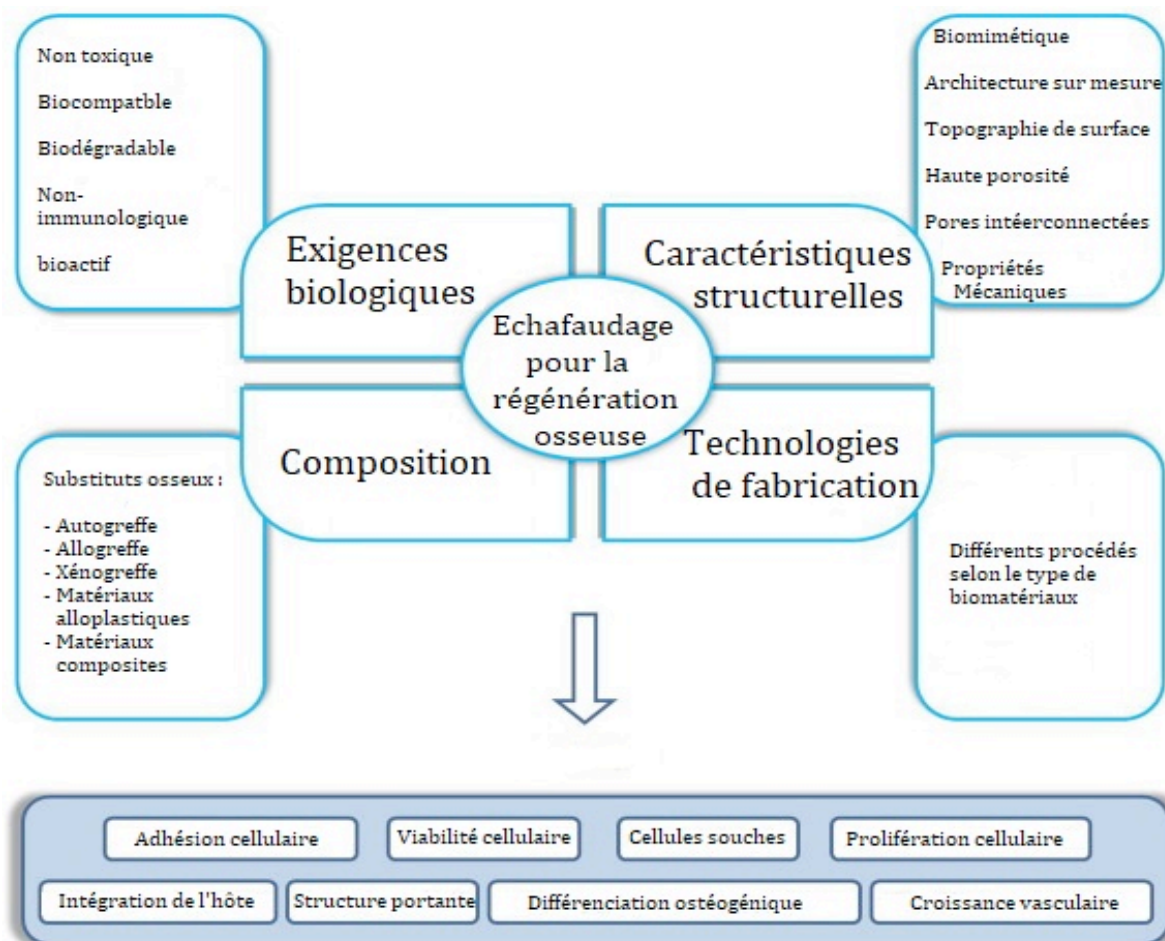 Non toxique
Biocompatble
Biodégradable
Non-
immunologique
bioactif
Biomimétique
Architecture sur mesure
Topographie de surface
Haute porosité
Pores intéerconnectées
Propriétés
Mécaniques
Exigences
biologiques
Caractéristiques
structurelles
Echafaudage
pour la
régénération
osseuse
Composition
Technologies
de fabrication
Substituts osseux :
- Autogreffe
- Allogreffe
- Xénogreffe
- Matériaux
alloplastiques
- Matériaux
composites
Différents procédés
selon le type de
biomatériaux
Adhésion cellulaire
Viabilité cellulaire
Cellules souches
Prolifération cellulaire
Intégration de l'hôte
Structure portante
Différenciation ostéogénique
Croissance vasculaire